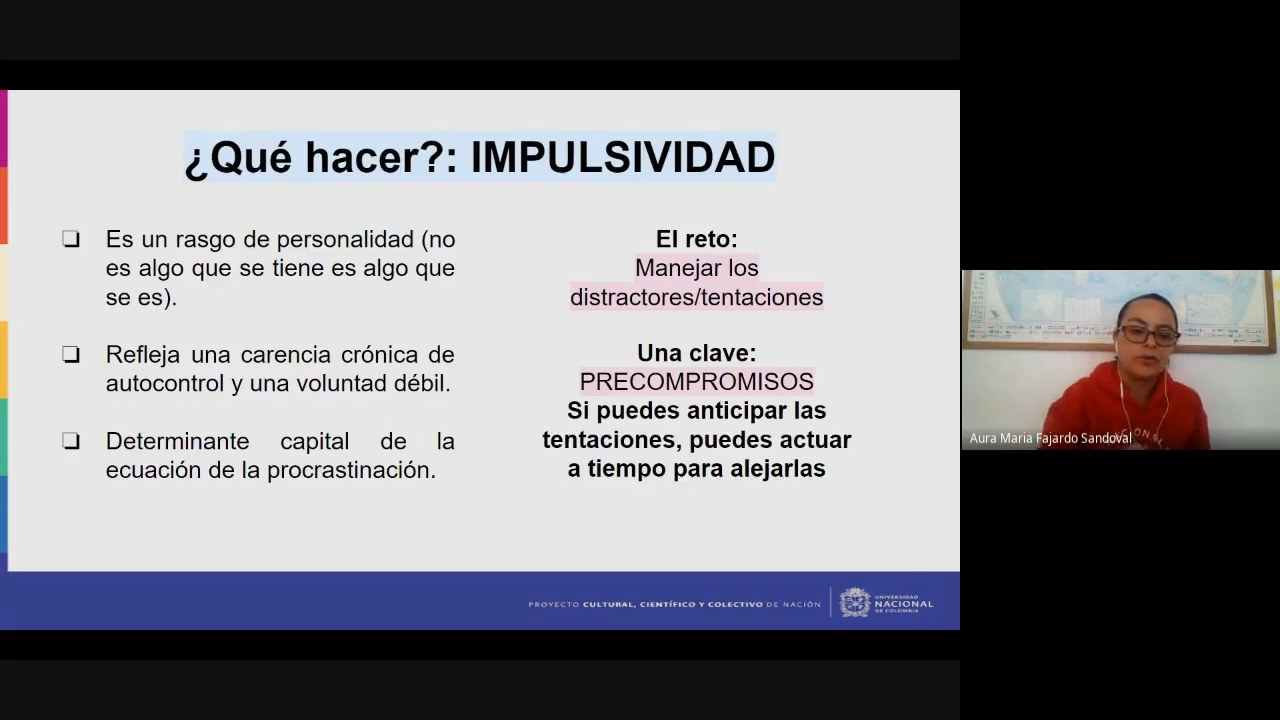 ¿Qué hacer?: IMPULSIVIDAD
❏ Es un rasgo de personalidad (no
es algo que se tiene es algo que
se es).
❏ Refleja una carencia crónica de
autocontrol y una voluntad débil.
❏ Determinante capital de la
ecuación de la procrastinación.
El reto:
Manejar los
distractores/tentaciones
Una clave:
PRECOMPROMISOS
Si puedes anticipar las
tentaciones, puedes actuar
a tiempo para alejarlas
PROYECTO CULTURAL, CIENTÍFICO Y COLECTIVO DE NACIÓN
UNIVERSIDAD
NACIONAL
DE COLOMBIA
Aura Maria Fajardo Sandoval